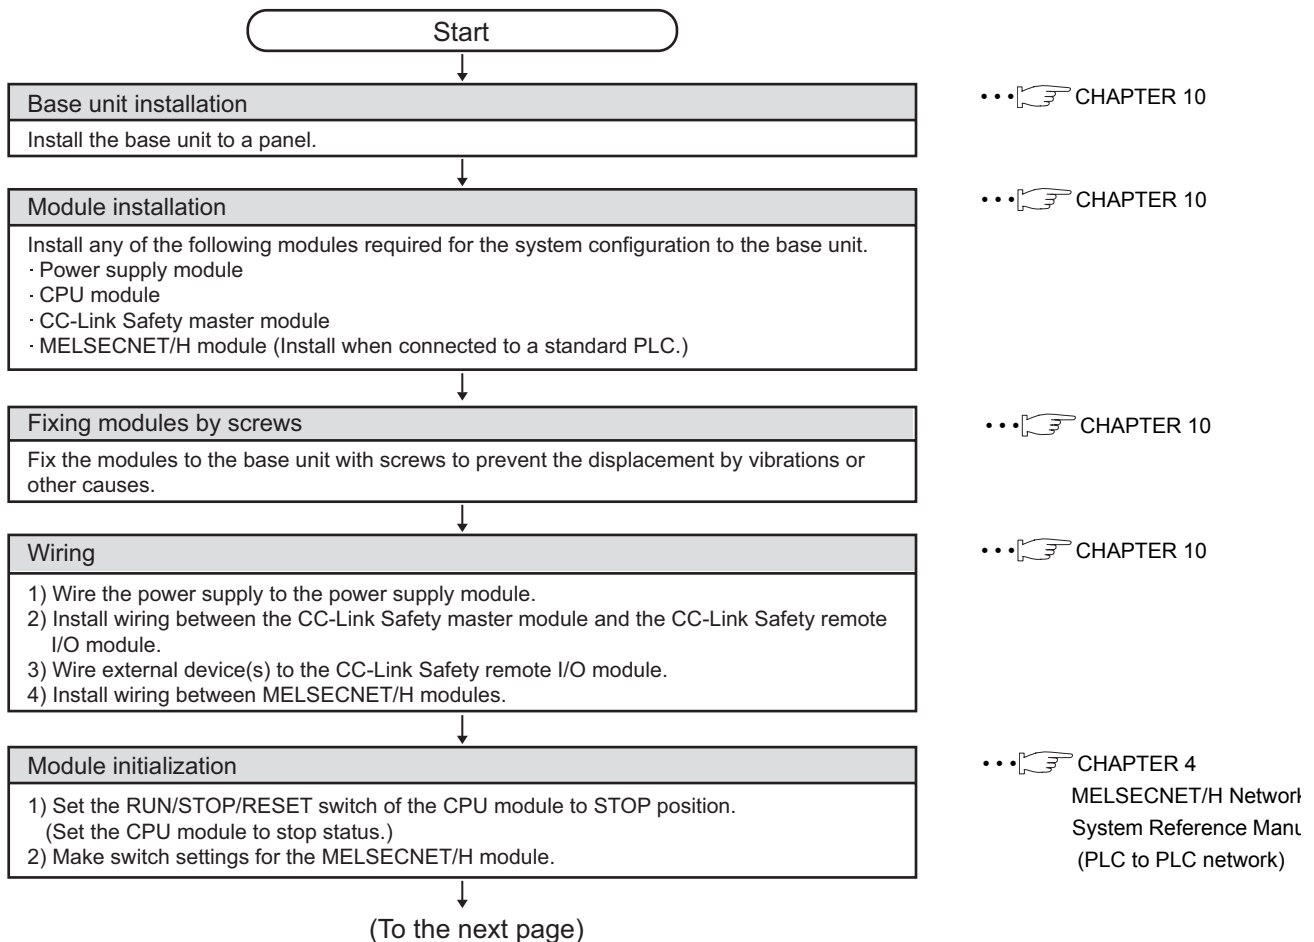 Start
Base unit installation
••• CHAPTER 10
Install the base unit to a panel.
Module installation
••• CHAPTER 10
Install any of the following modules required for the system configuration to the base unit.
· Power supply module
· CPU module
· CC-Link Safety master module
· MELSECNET/H module (Install when connected to a standard PLC.)
Fixing modules by screws
••• CHAPTER 10
Fix the modules to the base unit with screws to prevent the displacement by vibrations or
other causes.
Wiring
••• CHAPTER 10
1) Wire the power supply to the power supply module.
2) Install wiring between the CC-Link Safety master module and the CC-Link Safety remote
I/O module.
3) Wire external device(s) to the CC-Link Safety remote I/O module.
4) Install wiring between MELSECNET/H modules.
Module initialization
••• CHAPTER 4
MELSECNET/H Network
System Reference Manu
(PLC to PLC network)
1) Set the RUN/STOP/RESET switch of the CPU module to STOP position.
(Set the CPU module to stop status.)
2) Make switch settings for the MELSECNET/H module.
(To the next page)